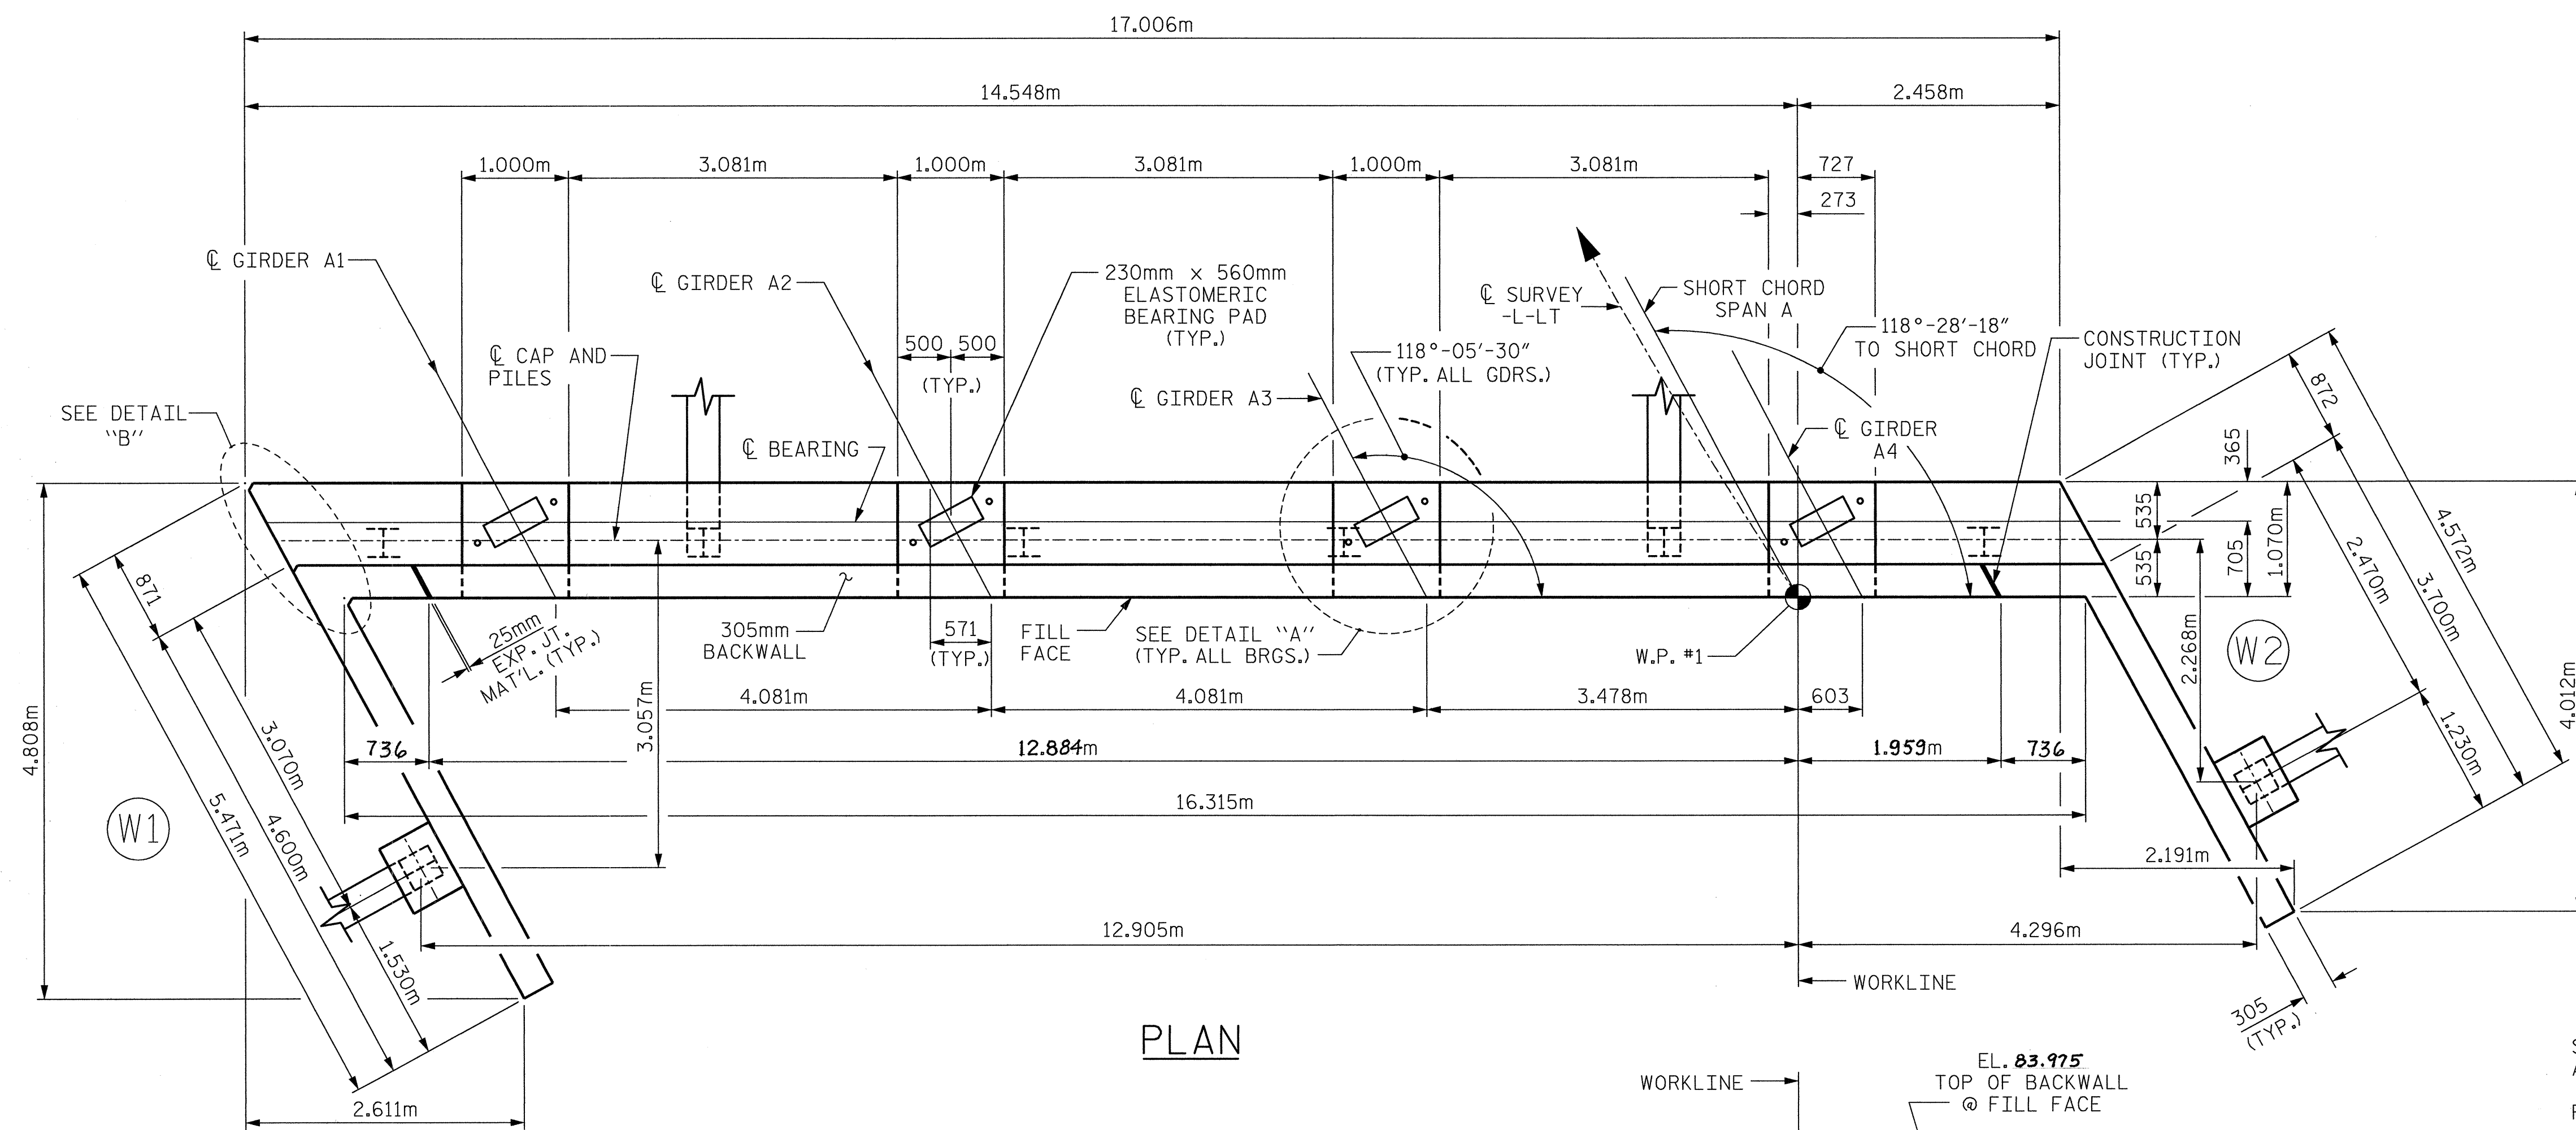 17.006m
14.548m
2.458m
1.000m
3.081m
1.000m
3.081m
1.000m
3.081m
727
273
℄ GIRDER A1
℄ GIRDER A2
230mm x 560mm
ELASTOMERIC
BEARING PAD
(TYP.)
℄ SURVEY
-L-LT
SHORT CHORD
SPAN A
118°-28'-18"
TO SHORT CHORD
CONSTRUCTION
JOINT (TYP.)
℄ CAP AND
PILES
500
500
(TYP.)
118°-05'-30"
(TYP. ALL GDRS.)
℄ GIRDER A3
℄ GIRDER
A4
SEE DETAIL
"B"
℄ BEARING
872
365
535
535
705
1.070m
2.470m
3.700m
4.572m
4.012m
2.268m
1.230m
4.808m
871
25mm
EXP. JT.
MAT'L. (TYP.)
305mm
BACKWALL
571
(TYP.)
FILL
FACE
SEE DETAIL "A"
(TYP. ALL BRGS.)
W.P. #1
W2
4.081m
4.081m
3.478m
603
3.057m
3.070m
736
12.884m
1.959m
736
16.315m
W1
5.471m
4.600m
1.530m
2.191m
12.905m
4.296m
WORKLINE
305
(TYP.)
PLAN
2.611m
WORKLINE
EL. 83.975
TOP OF BACKWALL
@ FILL FACE